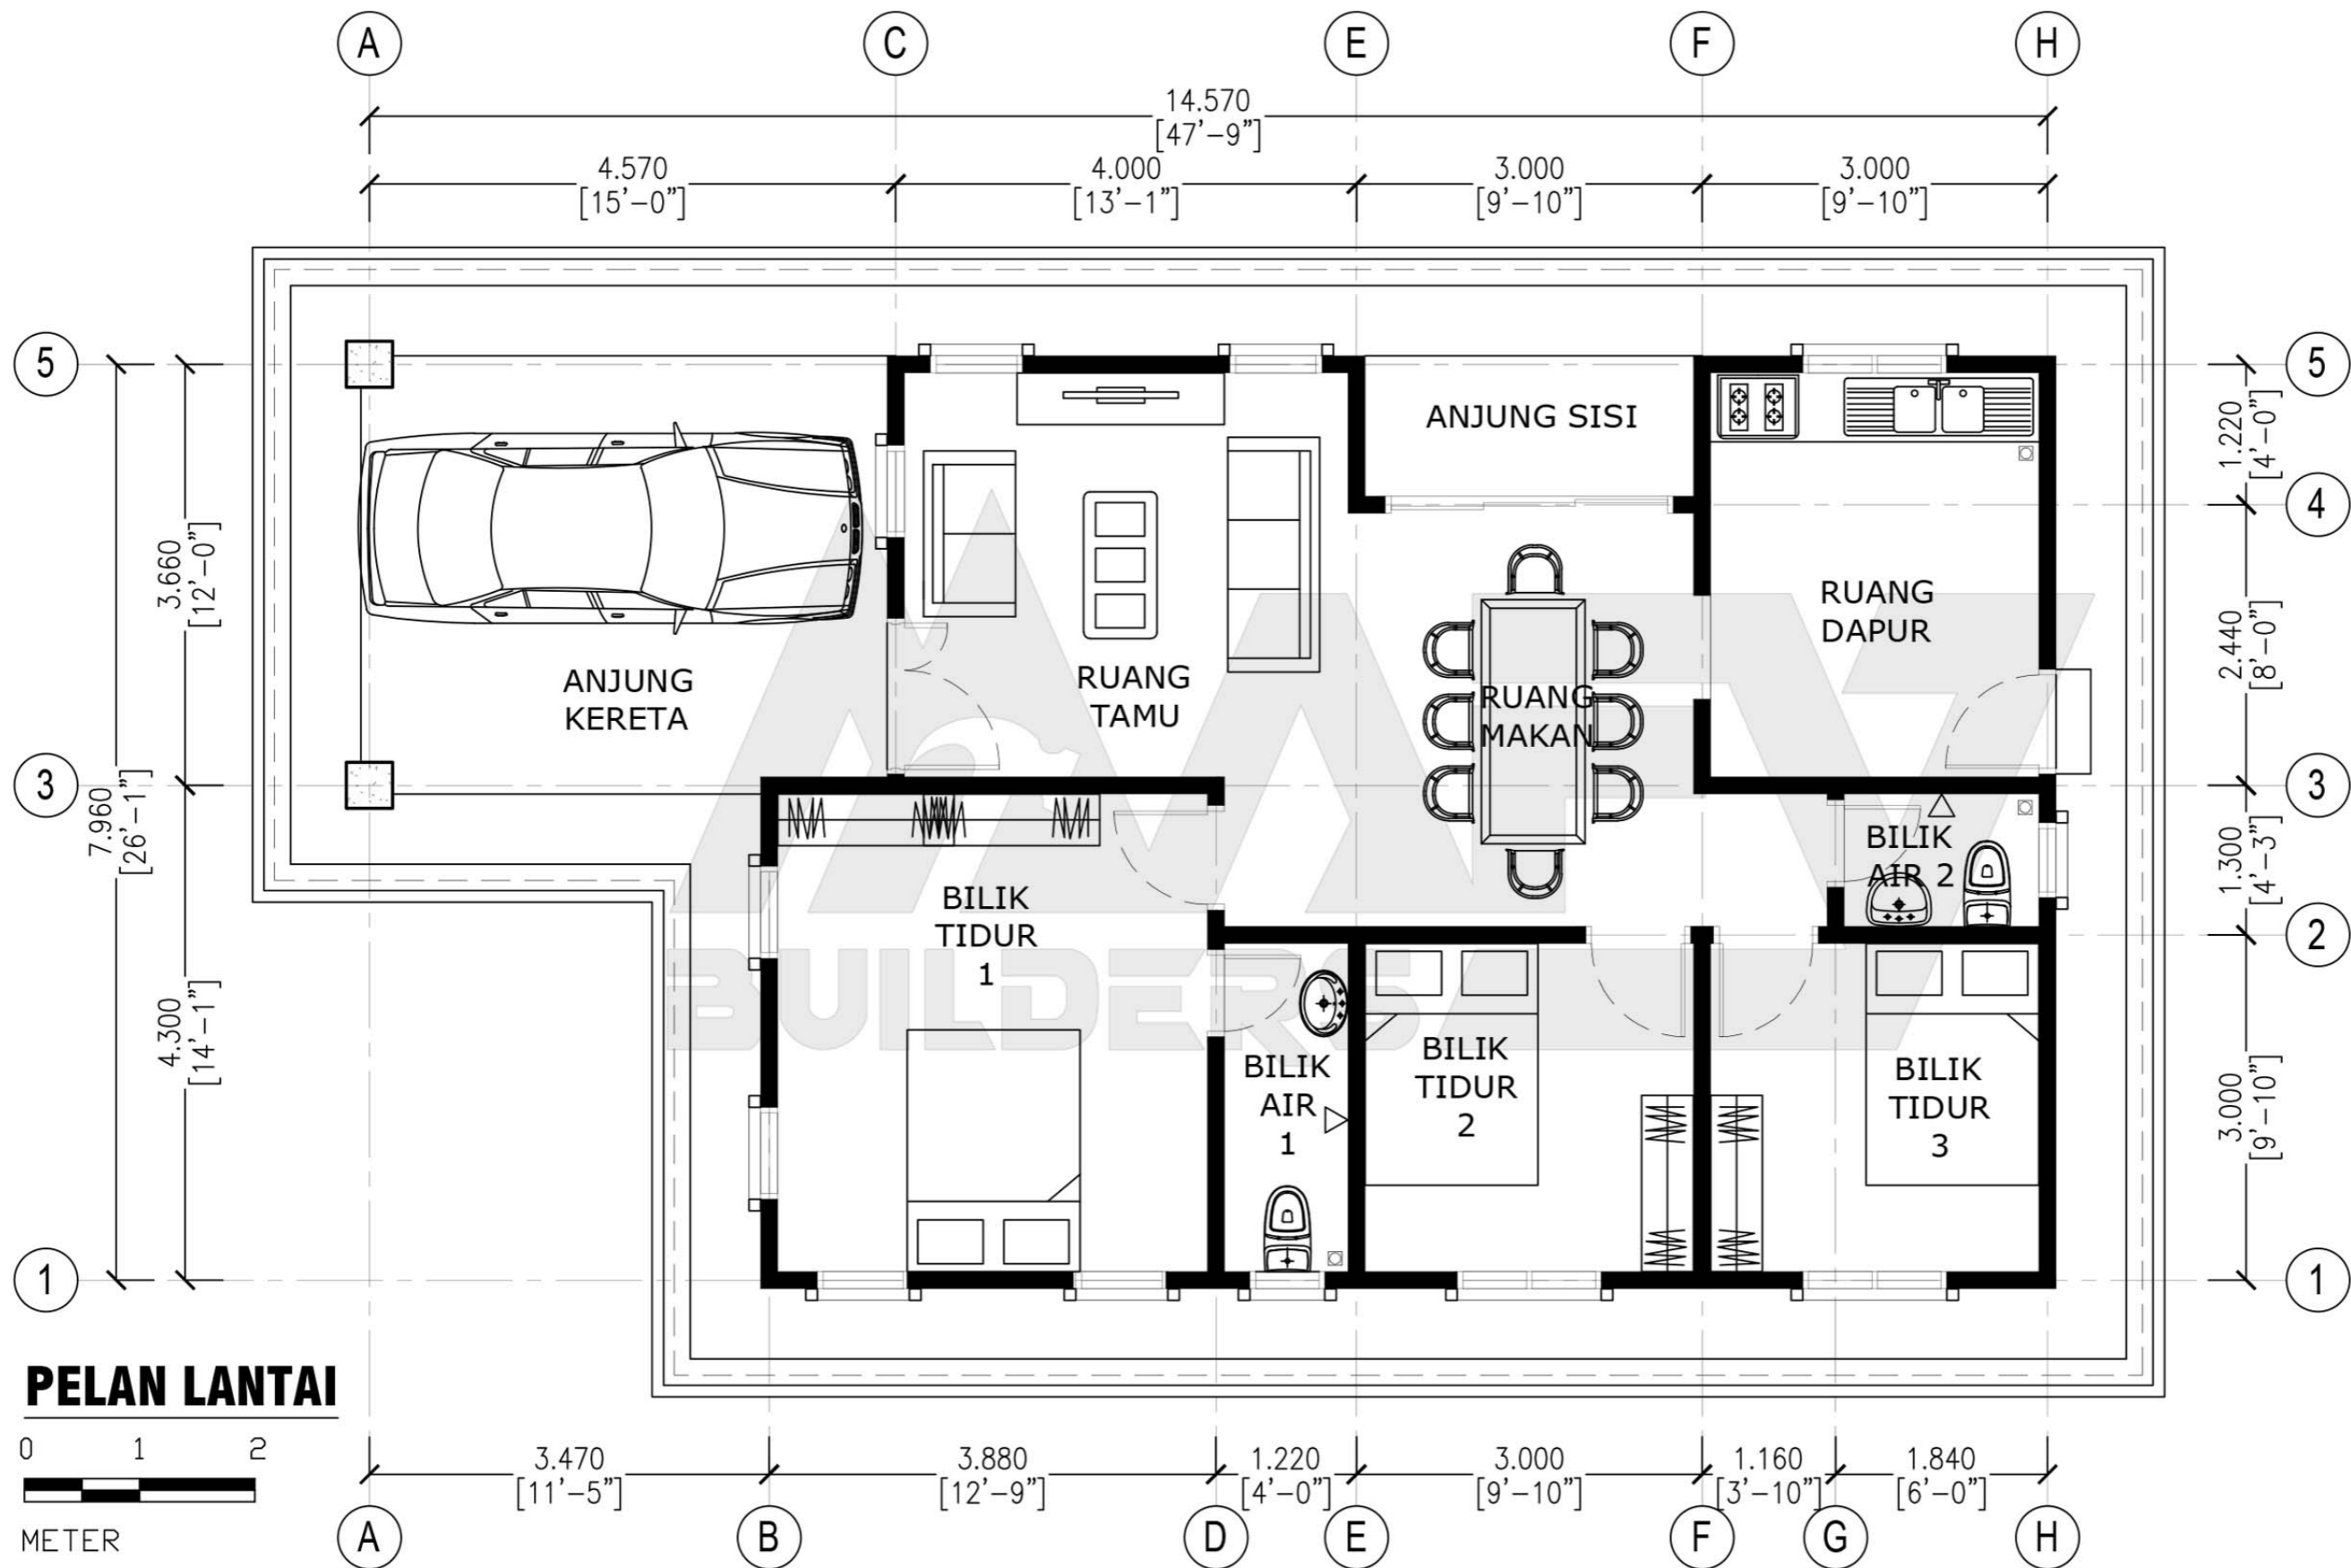 A C E F H
14.570
[47'-9"]
4.570 4.000 3.000 3.000
[15'-0"] [13'-1"] [9'-10"] [9'-10"]
5 5
ANJUNG SISI
1.220
[4'-0"]
4
3.660
[12'-0"]
RUANG
DAPUR
2.440
[8'-0"]
ANJUNG
KERETA
RUANG
TAMU
RUANG
MAKAN
3 3
7.960
[26'-1"]
BILIK
AIR 2
1.300
[4'-3"]
BILIK
TIDUR
1
2
4.300
[14'-1"]
BUILDERS
BILIK
AIR
1
BILIK
TIDUR
2
BILIK
TIDUR
3
3.000
[9'-10"]
1 1
PELAN LANTAI
0 1 2
METER
3.470 3.880 1.220 3.000 1.160 1.840
[11'-5"] [12'-9"] [4'-0"] [9'-10"] [3'-10"] [6'-0"]
A B D E F G H